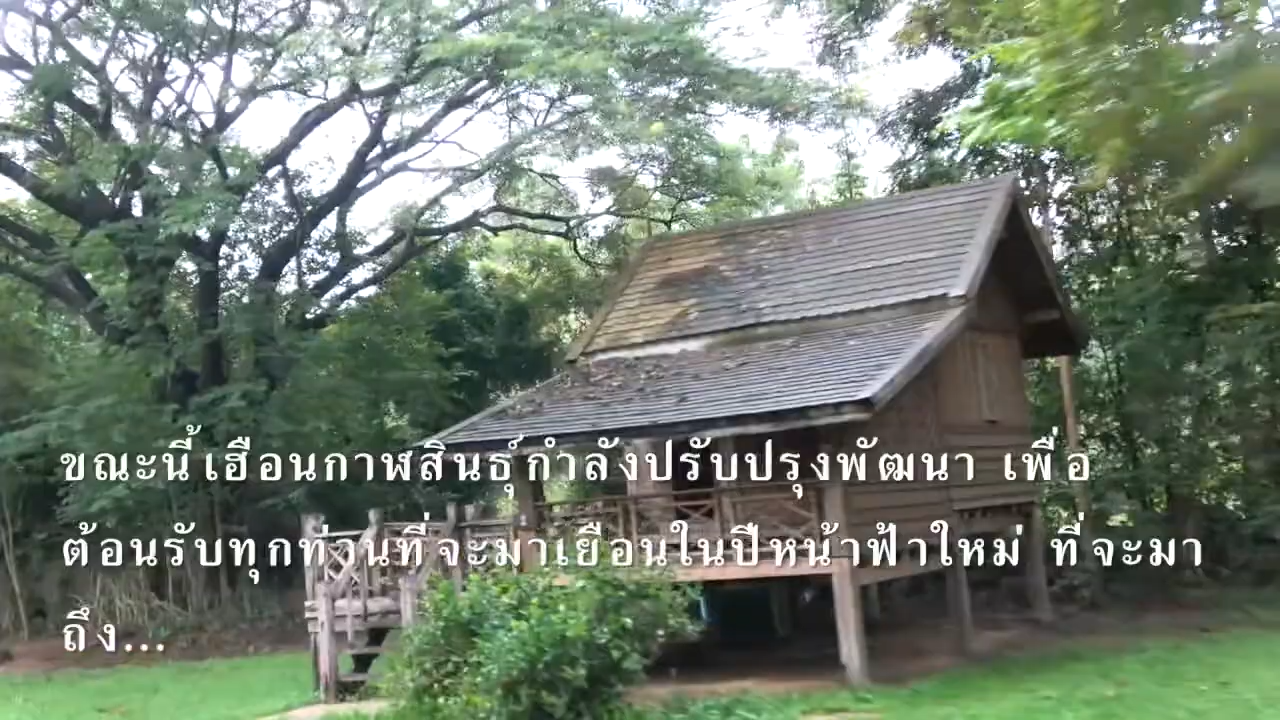 ขณะนี้เฮือนกาฬสินธุ์กำลังปรับปรุงพัฒนา เพื่อ
ต้อนรับทุกท่านที่จะมาเยือนในปีหน้าฟ้าใหม่ ที่จะมา
ถึง...